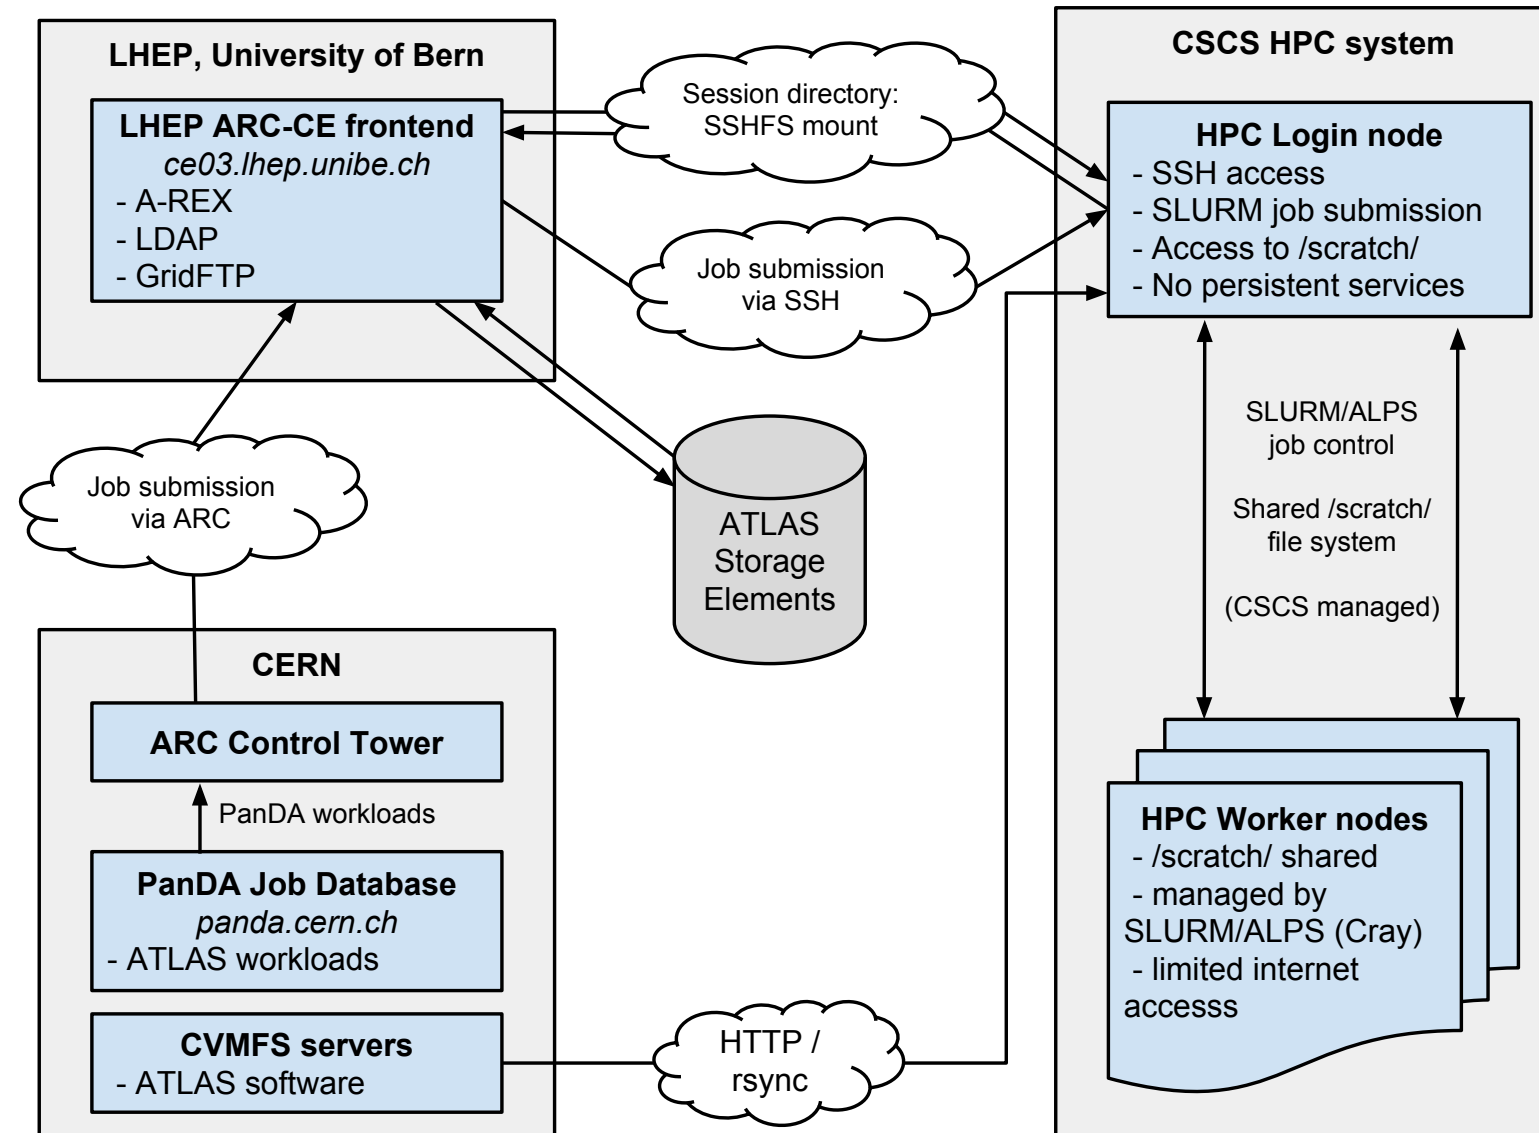 LHEP, University of Bern
LHEP ARC-CE frontend
ce03.lhep.unibe.ch
- A-REX
- LDAP
- GridFTP
Session directory:
SSHFS mount
Job submission
via SSH
CSCS HPC system
HPC Login node
- SSH access
- SLURM job submission
- Access to /scratch/
- No persistent services
SLURM/ALPS
job control
Shared /scratch/
file system
(CSCS managed)
Job submission
via ARC
ATLAS
Storage
Elements
CERN
ARC Control Tower
PanDA workloads
PanDA Job Database
panda.cern.ch
- ATLAS workloads
CVMFS servers
- ATLAS software
HTTP /
rsync
HPC Worker nodes
- /scratch/ shared
- managed by
SLURM/ALPS (Cray)
- limited internet
accesss